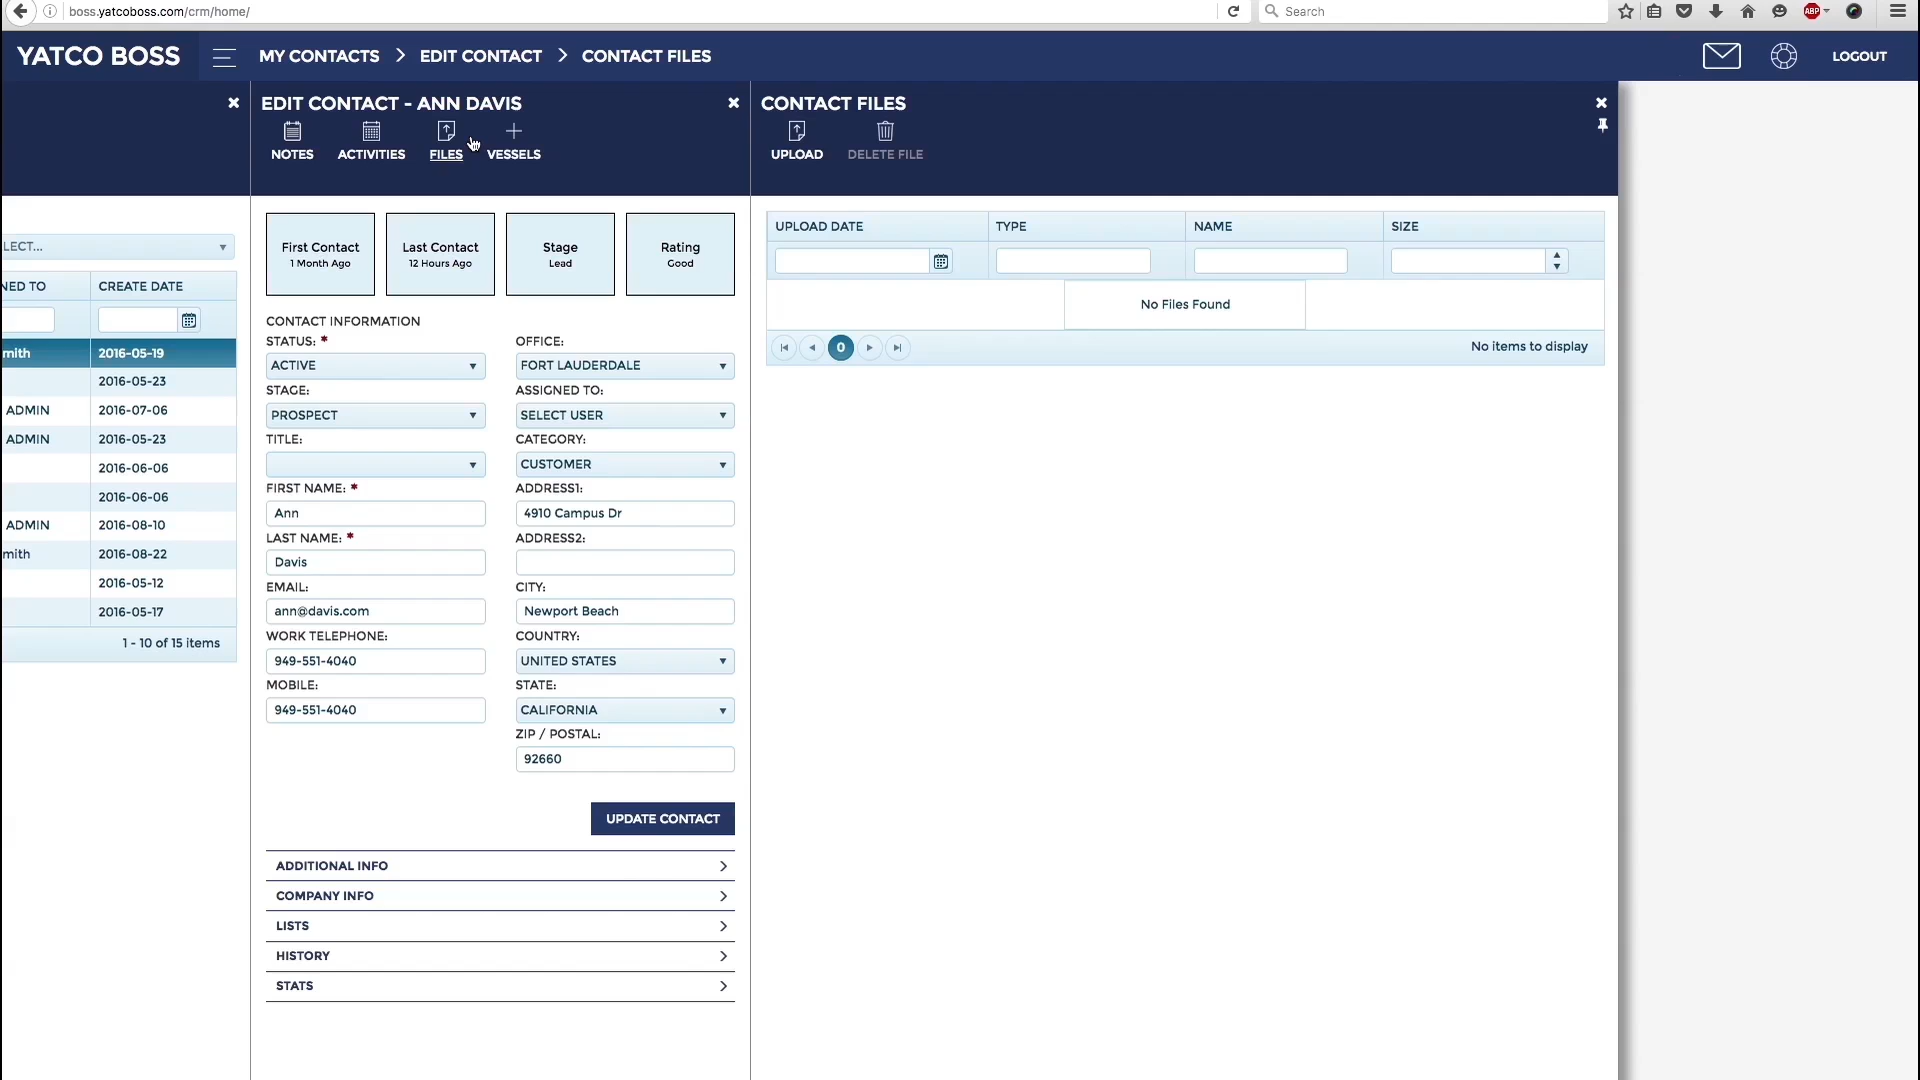 boss.yatcoboss.com/crm/home/
Search
ABP
YATCO BOSS
MY CONTACTS > EDIT CONTACT > CONTACT FILES
LOGOUT
EDIT CONTACT - ANN DAVIS
NOTES ACTIVITIES FILES VESSELS
CONTACT FILES
UPLOAD DELETE FILE
LECT...
NED TO CREATE DATE
mith 2016-05-19
2016-05-23
ADMIN 2016-07-06
ADMIN 2016-05-23
2016-06-06
2016-06-06
ADMIN 2016-08-10
mith 2016-08-22
2016-05-12
2016-05-17
1 - 10 of 15 items
First Contact
1 Month Ago
Last Contact
12 Hours Ago
Stage
Lead
Rating
Good
CONTACT INFORMATION
STATUS: *
ACTIVE
STAGE:
PROSPECT
TITLE:
FIRST NAME: *
Ann
LAST NAME: *
Davis
EMAIL:
ann@davis.com
WORK TELEPHONE:
949-551-4040
MOBILE:
949-551-4040
OFFICE:
FORT LAUDERDALE
ASSIGNED TO:
SELECT USER
CATEGORY:
CUSTOMER
ADDRESS1:
4910 Campus Dr
ADDRESS2:
CITY:
Newport Beach
COUNTRY:
UNITED STATES
STATE:
CALIFORNIA
ZIP / POSTAL:
92660
UPDATE CONTACT
ADDITIONAL INFO
COMPANY INFO
LISTS
HISTORY
STATS
UPLOAD DATE TYPE NAME SIZE
No Files Found
0
No items to display